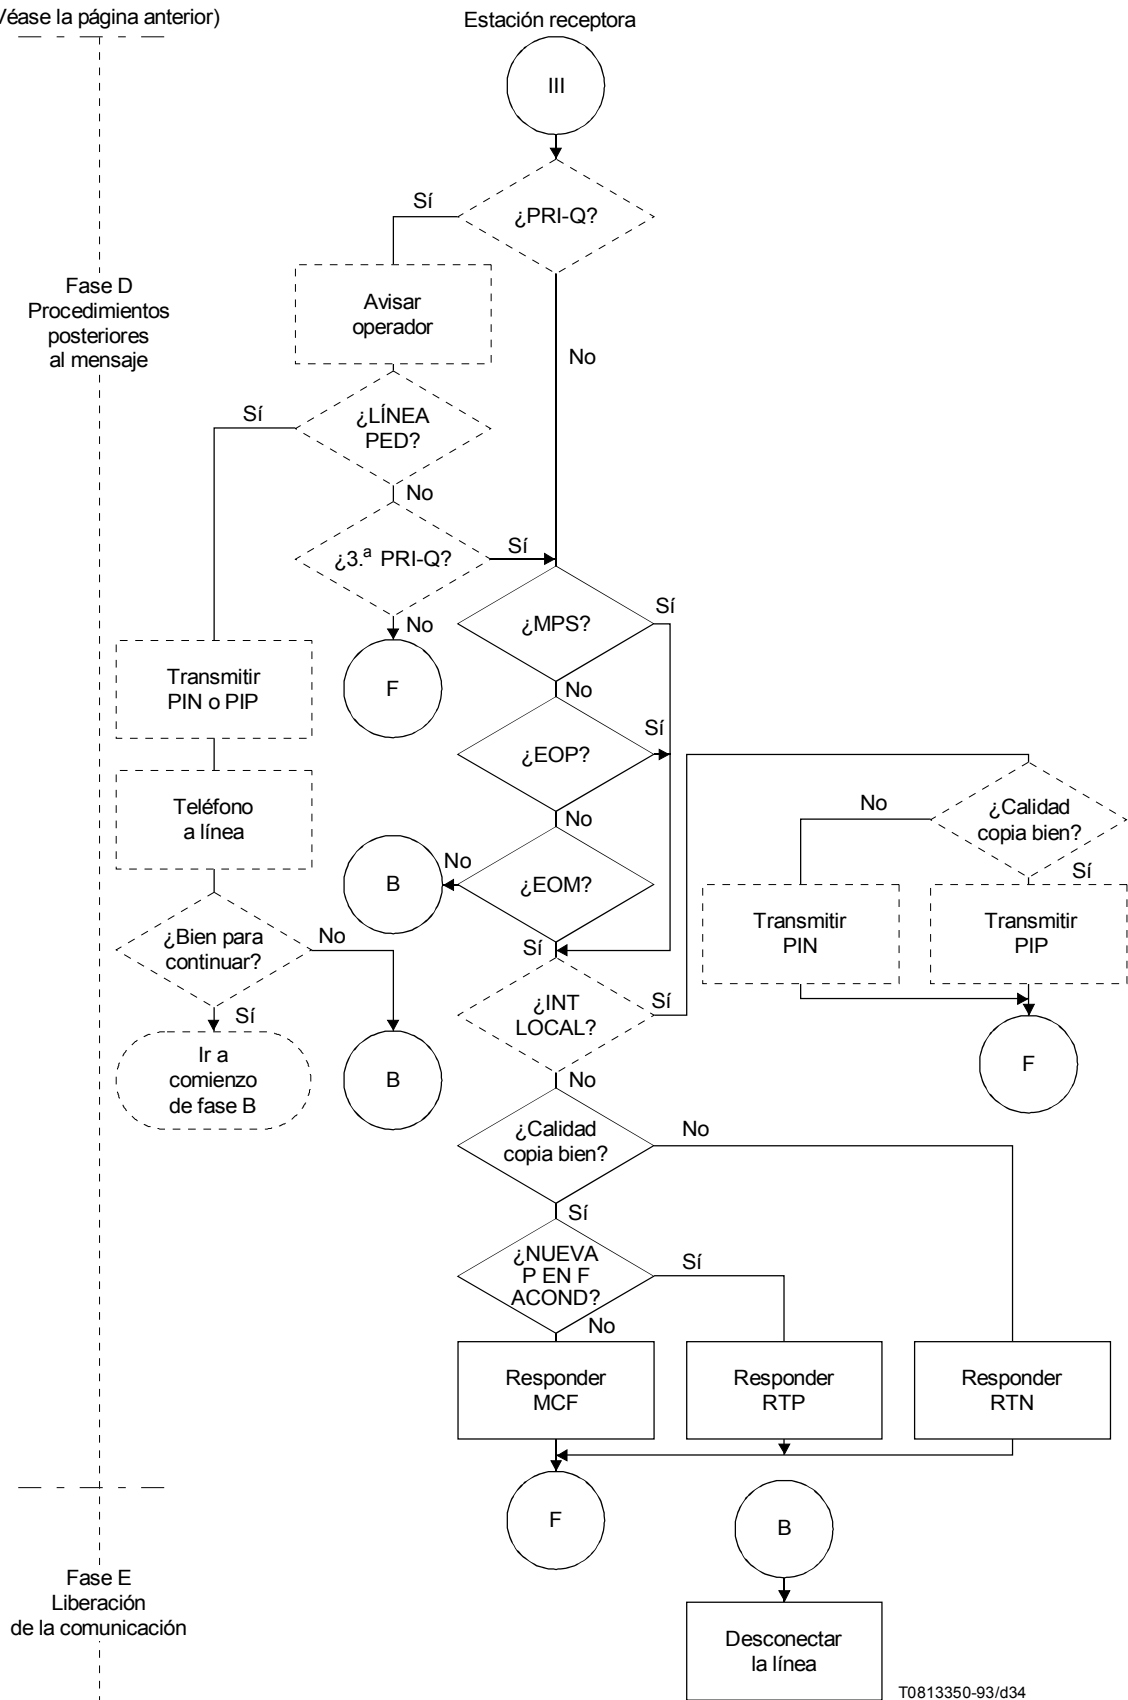 Véase la página anterior)
Estación receptora
III
¿PRI-Q?
Sí
No
Avisar
operador
Fase D
Procedimientos
posteriores
al mensaje
¿LÍNEA
PED?
Sí
No
¿3.ª PRI-Q?
Sí
No
F
Transmitir
PIN o PIP
Teléfono
a línea
¿Bien para
continuar?
No
Sí
Ir a
comienzo
de fase B
B
¿MPS?
Sí
No
¿EOP?
Sí
No
¿EOM?
No
B
Sí
¿INT
LOCAL?
Sí
No
¿Calidad
copia bien?
No
Sí
Transmitir
PIN
Transmitir
PIP
F
¿Calidad
copia bien?
No
Sí
¿NUEVA
P EN F
ACOND?
Sí
No
Responder
MCF
Responder
RTP
Responder
RTN
F
B
Fase E
Liberación
de la comunicación
Desconectar
la línea
T0813350-93/d34